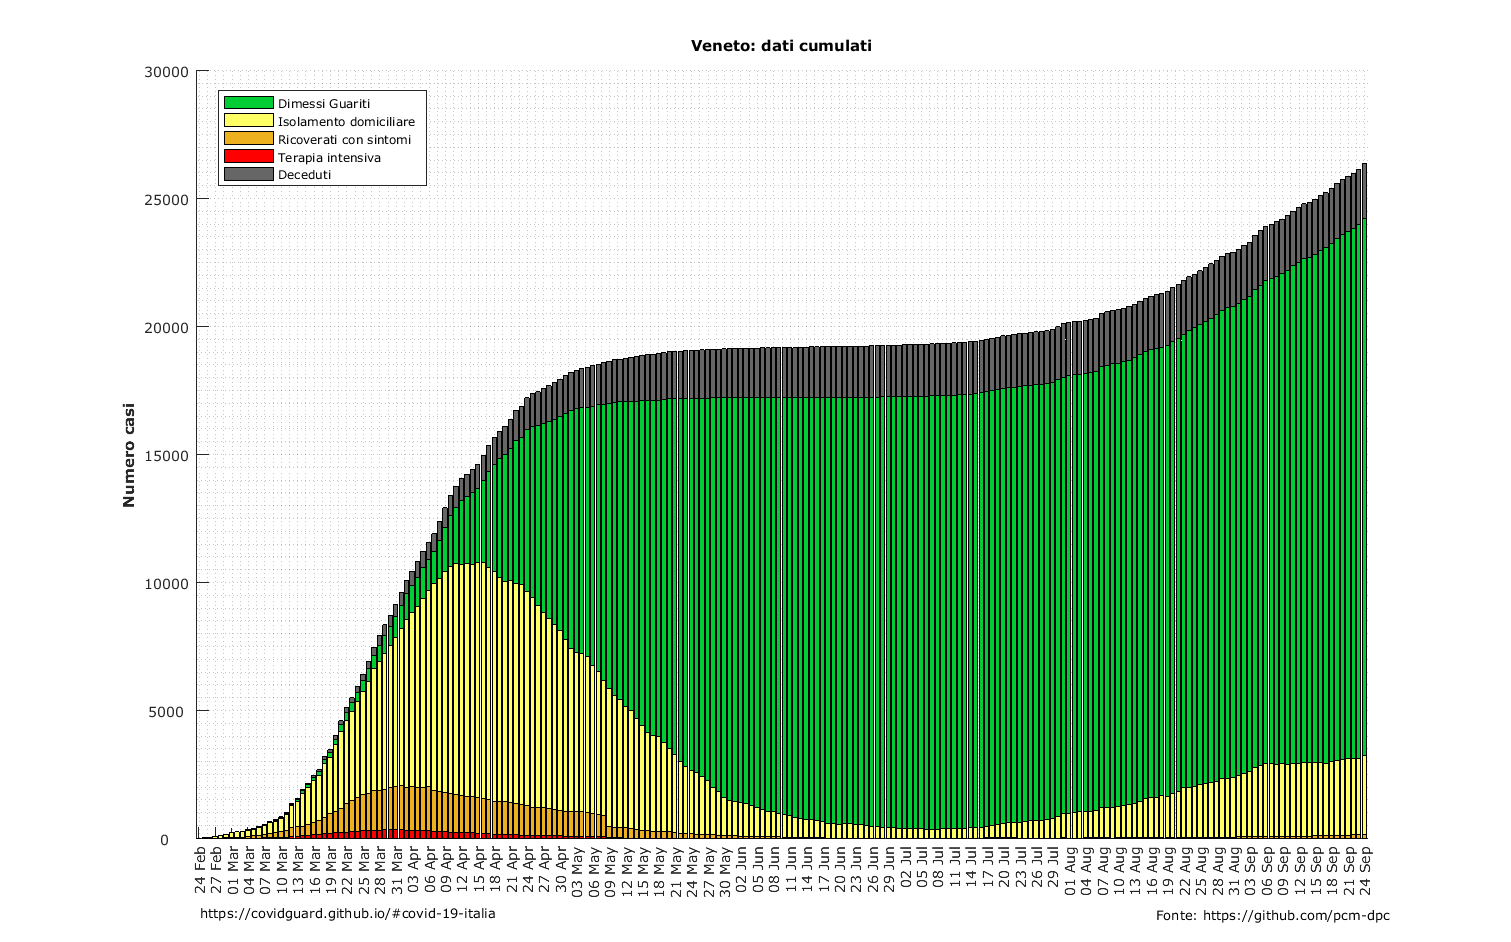 Veneto: dati cumulati
30000
25000
20000
15000
10000
5000
0
Numero casi
Dimessi Guariti
Isolamento domiciliare
Ricoverati con sintomi
Terapia intensiva
Deceduti
24 Feb
27 Feb
01 Mar
04 Mar
07 Mar
10 Mar
13 Mar
16 Mar
19 Mar
22 Mar
25 Mar
28 Mar
31 Mar
03 Apr
06 Apr
09 Apr
12 Apr
15 Apr
18 Apr
21 Apr
24 Apr
27 Apr
30 Apr
03 May
06 May
09 May
12 May
15 May
18 May
21 May
24 May
27 May
30 May
02 Jun
05 Jun
08 Jun
11 Jun
14 Jun
17 Jun
20 Jun
23 Jun
26 Jun
29 Jun
02 Jul
05 Jul
08 Jul
11 Jul
14 Jul
17 Jul
20 Jul
23 Jul
26 Jul
29 Jul
01 Aug
04 Aug
07 Aug
10 Aug
13 Aug
16 Aug
19 Aug
22 Aug
25 Aug
28 Aug
31 Aug
03 Sep
06 Sep
09 Sep
12 Sep
15 Sep
18 Sep
21 Sep
24 Sep
https://covidguard.github.io/#covid-19-italia
Fonte: https://github.com/pcm-dpc